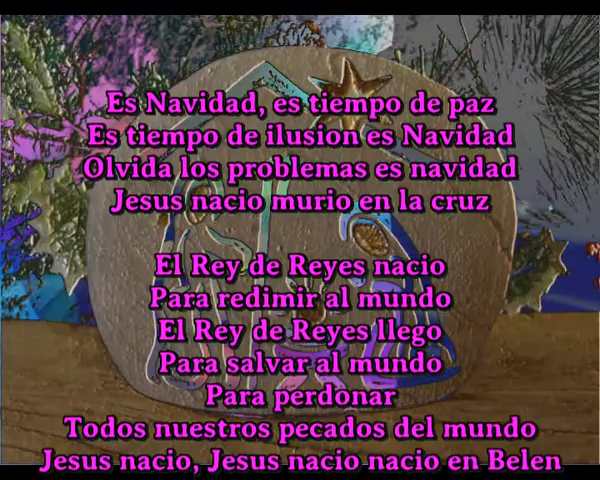 Es Navidad, es tiempo de paz
Es tiempo de ilusion es Navidad
Olvida los problemas es navidad
Jesus nacio murio en la cruz
El Rey de Reyes nacio
Para redimir al mundo
El Rey de Reyes llego
Para salvar al mundo
Para perdonar
Todos nuestros pecados del mundo
Jesus nacio, Jesus nacio nacio en Belen